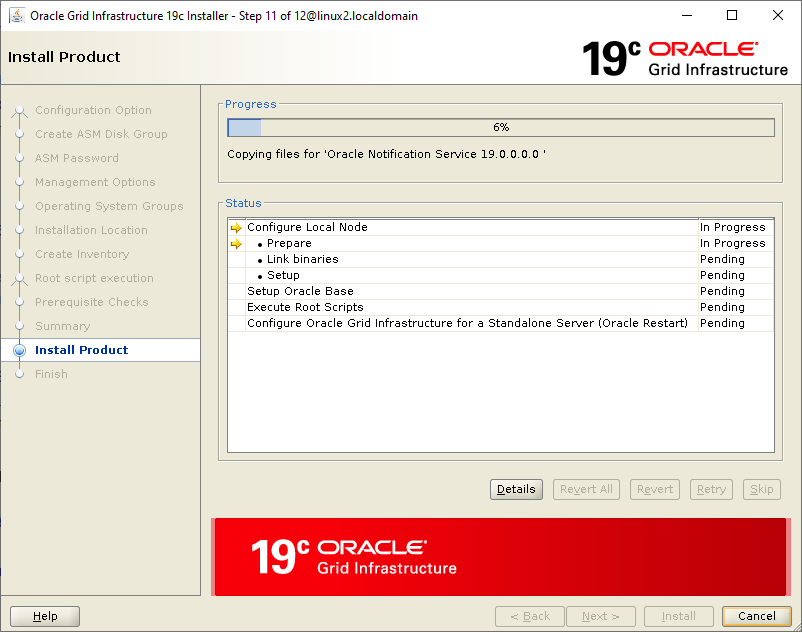 Oracle Grid Infrastructure 19c Installer - Step 11 of 12@linux2.localdomain
Install Product
19c ORACLE
Grid Infrastructure
Configuration Option
Create ASM Disk Group
ASM Password
Management Options
Operating System Groups
Installation Location
Create Inventory
Root script execution
Prerequisite Checks
Summary
Install Product
Finish
Progress
6%
Copying files for 'Oracle Notification Service 19.0.0.0.0 '
Status
Configure Local Node In Progress
• Prepare In Progress
• Link binaries Pending
• Setup Pending
Setup Oracle Base Pending
Execute Root Scripts Pending
Configure Oracle Grid Infrastructure for a Standalone Server (Oracle Restart) Pending
Details Revert All Revert Retry Skip
19c ORACLE
Grid Infrastructure
Help < Back Next > Install Cancel